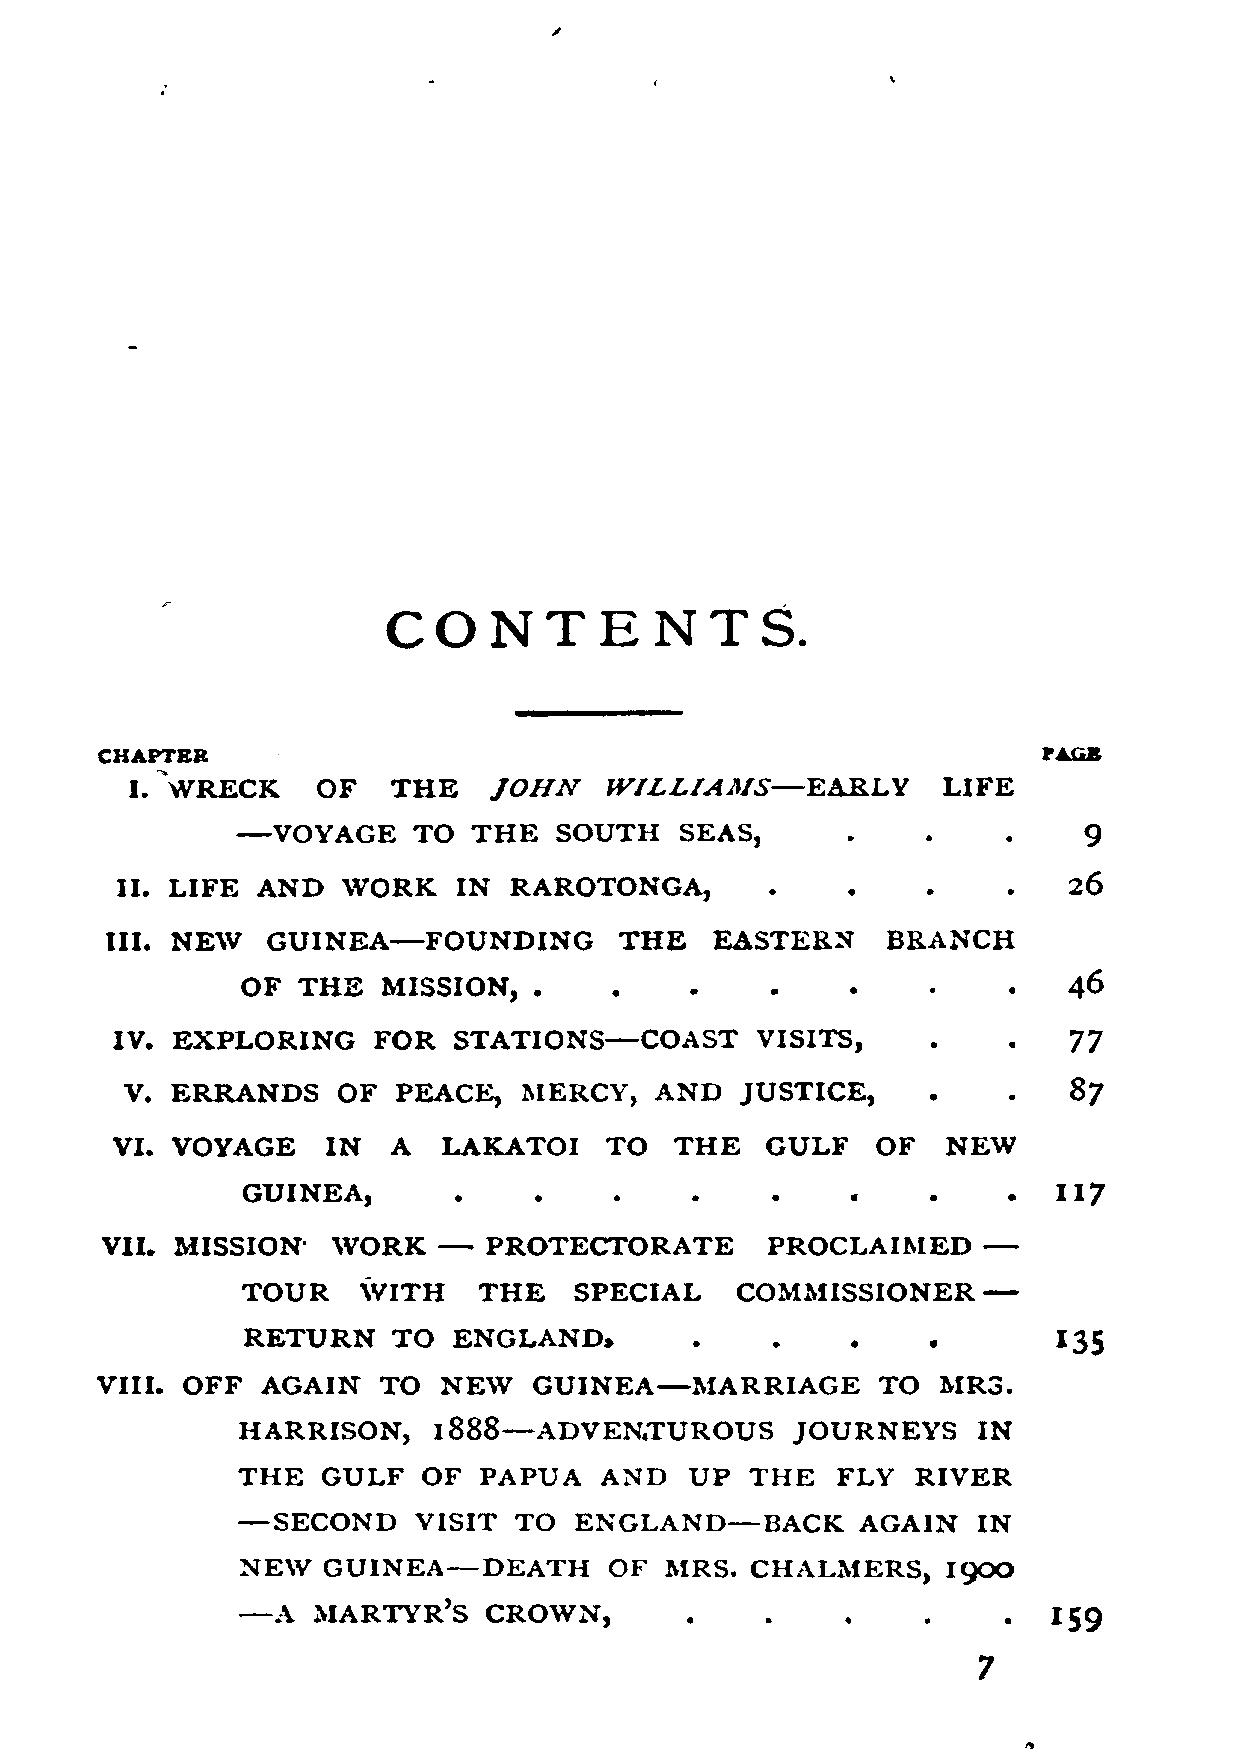 CONTENTS.
CHAPTER PAGE
I. WRECK OF THE JOHN WILLIAMS—EARLY LIFE
—VOYAGE TO THE SOUTH SEAS, . . . 9
II. LIFE AND WORK IN RAROTONGA, . . . . 26
III. NEW GUINEA—FOUNDING THE EASTERN BRANCH
OF THE MISSION, . . . . . . . 46
IV. EXPLORING FOR STATIONS—COAST VISITS, . . 77
V. ERRANDS OF PEACE, MERCY, AND JUSTICE, . . 87
VI. VOYAGE IN A LAKATOI TO THE GULF OF NEW
GUINEA, . . . . . . . . 117
VII. MISSION WORK — PROTECTORATE PROCLAIMED —
TOUR WITH THE SPECIAL COMMISSIONER —
RETURN TO ENGLAND, . . . . 135
VIII. OFF AGAIN TO NEW GUINEA—MARRIAGE TO MRS.
HARRISON, 1888—ADVENTUROUS JOURNEYS IN
THE GULF OF PAPUA AND UP THE FLY RIVER
—SECOND VISIT TO ENGLAND—BACK AGAIN IN
NEW GUINEA—DEATH OF MRS. CHALMERS, 1900
—A MARTYR'S CROWN, . . . . . 159
7